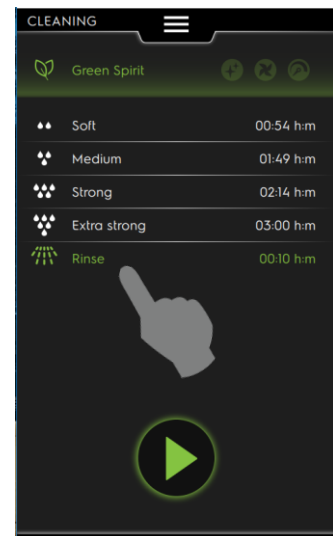 CLEANING
Green Spirit
Soft 00:54 h:m
Medium 01:49 h:m
Strong 02:14 h:m
Extra strong 03:00 h:m
Rinse 00:10 h:m